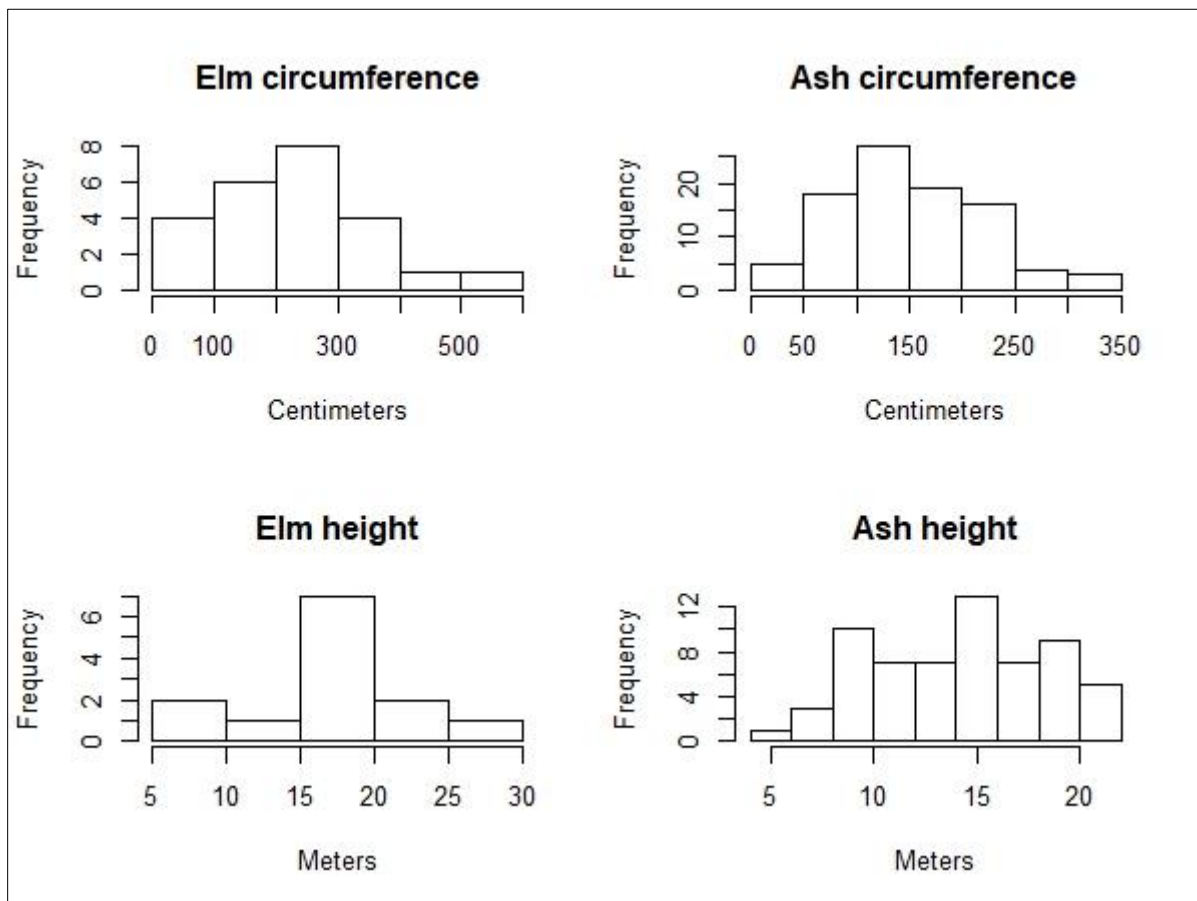 Elm circumference
Frequency
0 2 4 6 8
0 100 300 500
Centimeters
Ash circumference
Frequency
0 10 20
0 50 150 250 350
Centimeters
Elm height
Frequency
0 2 4 6
5 10 15 20 25 30
Meters
Ash height
Frequency
0 4 8 12
5 10 15 20
Meters